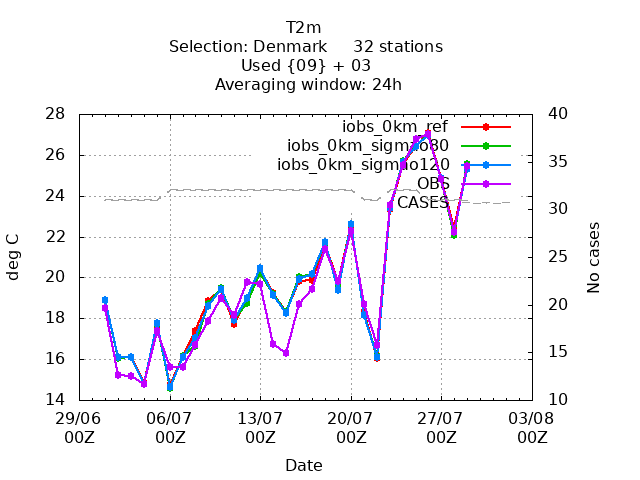 T2m
Selection: Denmark 32 stations
Used {09} + 03
Averaging window: 24h
28
26
24
22
20
18
16
14
40
35
30
25
20
15
10
deg C
No cases
iobs_0km_ref
iobs_0km_sigmao80
iobs_0km_sigmao120
OBS
CASES
29/06 06/07 13/07 20/07 27/07 03/08
00Z 00Z 00Z 00Z 00Z 00Z
Date